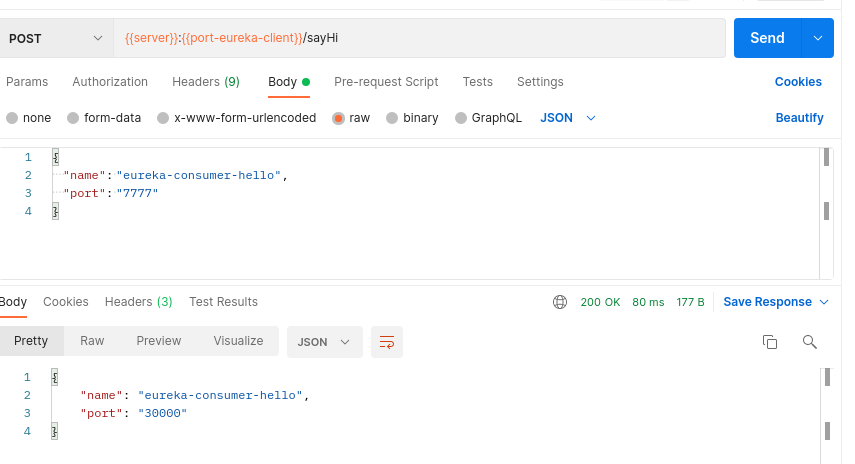 POST {{server}}:{{port-eureka-client}}/sayHi Send
Params Authorization Headers (9) Body Pre-request Script Tests Settings Cookies
none form-data x-www-form-urlencoded raw binary GraphQL JSON Beautify
1 {
2 "name":"eureka-consumer-hello",
3 "port":"7777"
4 }
Body Cookies Headers (3) Test Results 200 OK 80 ms 177 B Save Response
Pretty Raw Preview Visualize JSON
1 {
2 "name": "eureka-consumer-hello",
3 "port": "30000"
4 }